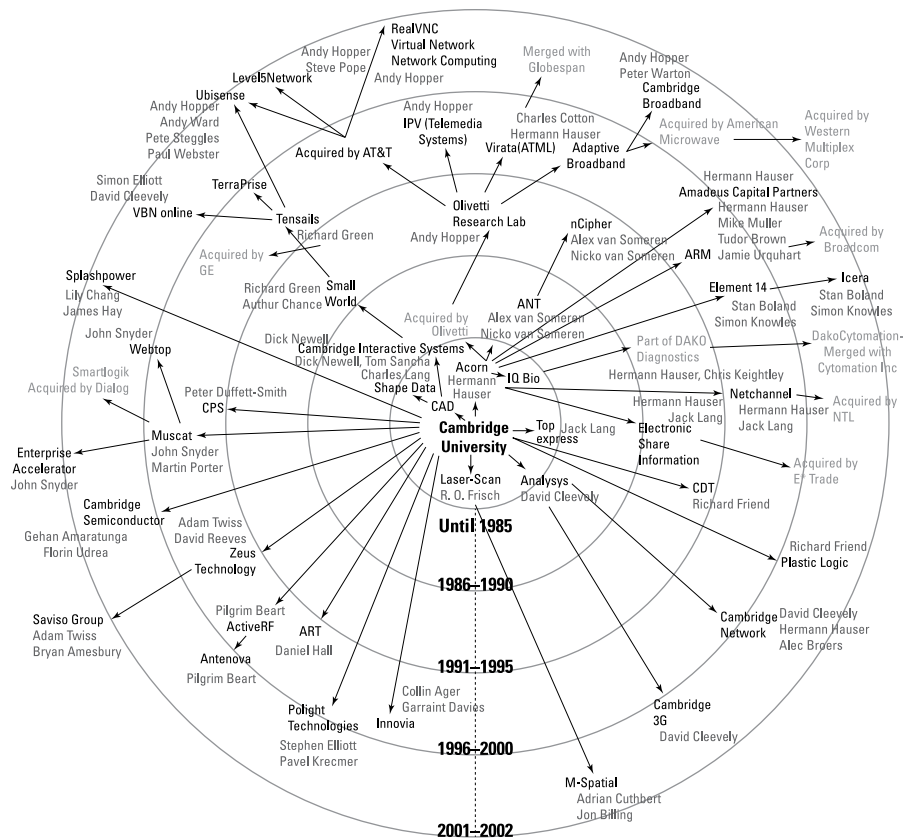 RealVNC
Virtual Network
Network Computing
Andy Hopper
Steve Pope
Andy Hopper
Level5Network
Ubisense
Andy Hopper
Andy Ward
Pete Steggles
Paul Webster
Merged with
Globespan
Andy Hopper
Peter Warton
Cambridge
Broadband
Andy Hopper
IPV (Telemedia
Systems)
Charles Cotton
Hermann Hauser
Virata(ATML)
Adaptive
Broadband
Acquired by American
Microwave
Acquired by
Western
Multiplex
Corp
Acquired by AT&T
Simon Elliott
David Cleevely
VBN online
TerraPrise
Tensails
Richard Green
Olivetti
Research Lab
Andy Hopper
nCipher
Alex van Someren
Nicko van Someren
Hermann Hauser
Amadeus Capital Partners
Hermann Hauser
Mike Muller
Tudor Brown
Jamie Urquhart
ARM
Acquired by
Broadcom
Acquired by
GE
Splashpower
Lily Chang
James Hay
Richard Green
Authur Chance
Small
World
Element 14
Stan Boland
Simon Knowles
Icera
Stan Boland
Simon Knowles
ANT
Alex van Someren
Nicko van Someren
Acquired by
Olivetti
John Snyder
Webtop
Dick Newell
Cambridge Interactive Systems
Dick Newell, Tom Sancha
Charles Lang
Shape Data
Acorn
Hermann
Hauser
IQ Bio
Part of DAKO
Diagnostics
Hermann Hauser, Chris Keightley
DakoCytomation-
Merged with
Cytomation Inc
Smartlogik
Acquired by Dialog
Peter Duffett-Smith
CPS
CAD
Cambridge
University
Top
express
Jack Lang
Hermann Hauser
Jack Lang
Netchannel
Hermann Hauser
Jack Lang
Acquired by
NTL
Electronic
Share
Information
Acquired by
E* Trade
Muscat
John Snyder
Martin Porter
Enterprise
Accelerator
John Snyder
Laser-Scan
R. O. Frisch
Analysys
David Cleevely
CDT
Richard Friend
Cambridge
Semiconductor
Gehan Amaratunga
Florin Udrea
Adam Twiss
David Reeves
Zeus
Technology
Until 1985
Richard Friend
Plastic Logic
1986–1990
Saviso Group
Adam Twiss
Bryan Amesbury
Pilgrim Beart
ActiveRF
Antenova
Pilgrim Beart
ART
Daniel Hall
Cambridge
Network
David Cleevely
Hermann Hauser
Alec Broers
1991–1995
Polight
Technologies
Stephen Elliott
Pavel Krecmer
Collin Ager
Garraint Davies
Innovia
Cambridge
3G
David Cleevely
1996–2000
M-Spatial
Adrian Cuthbert
Jon Billing
2001–2002